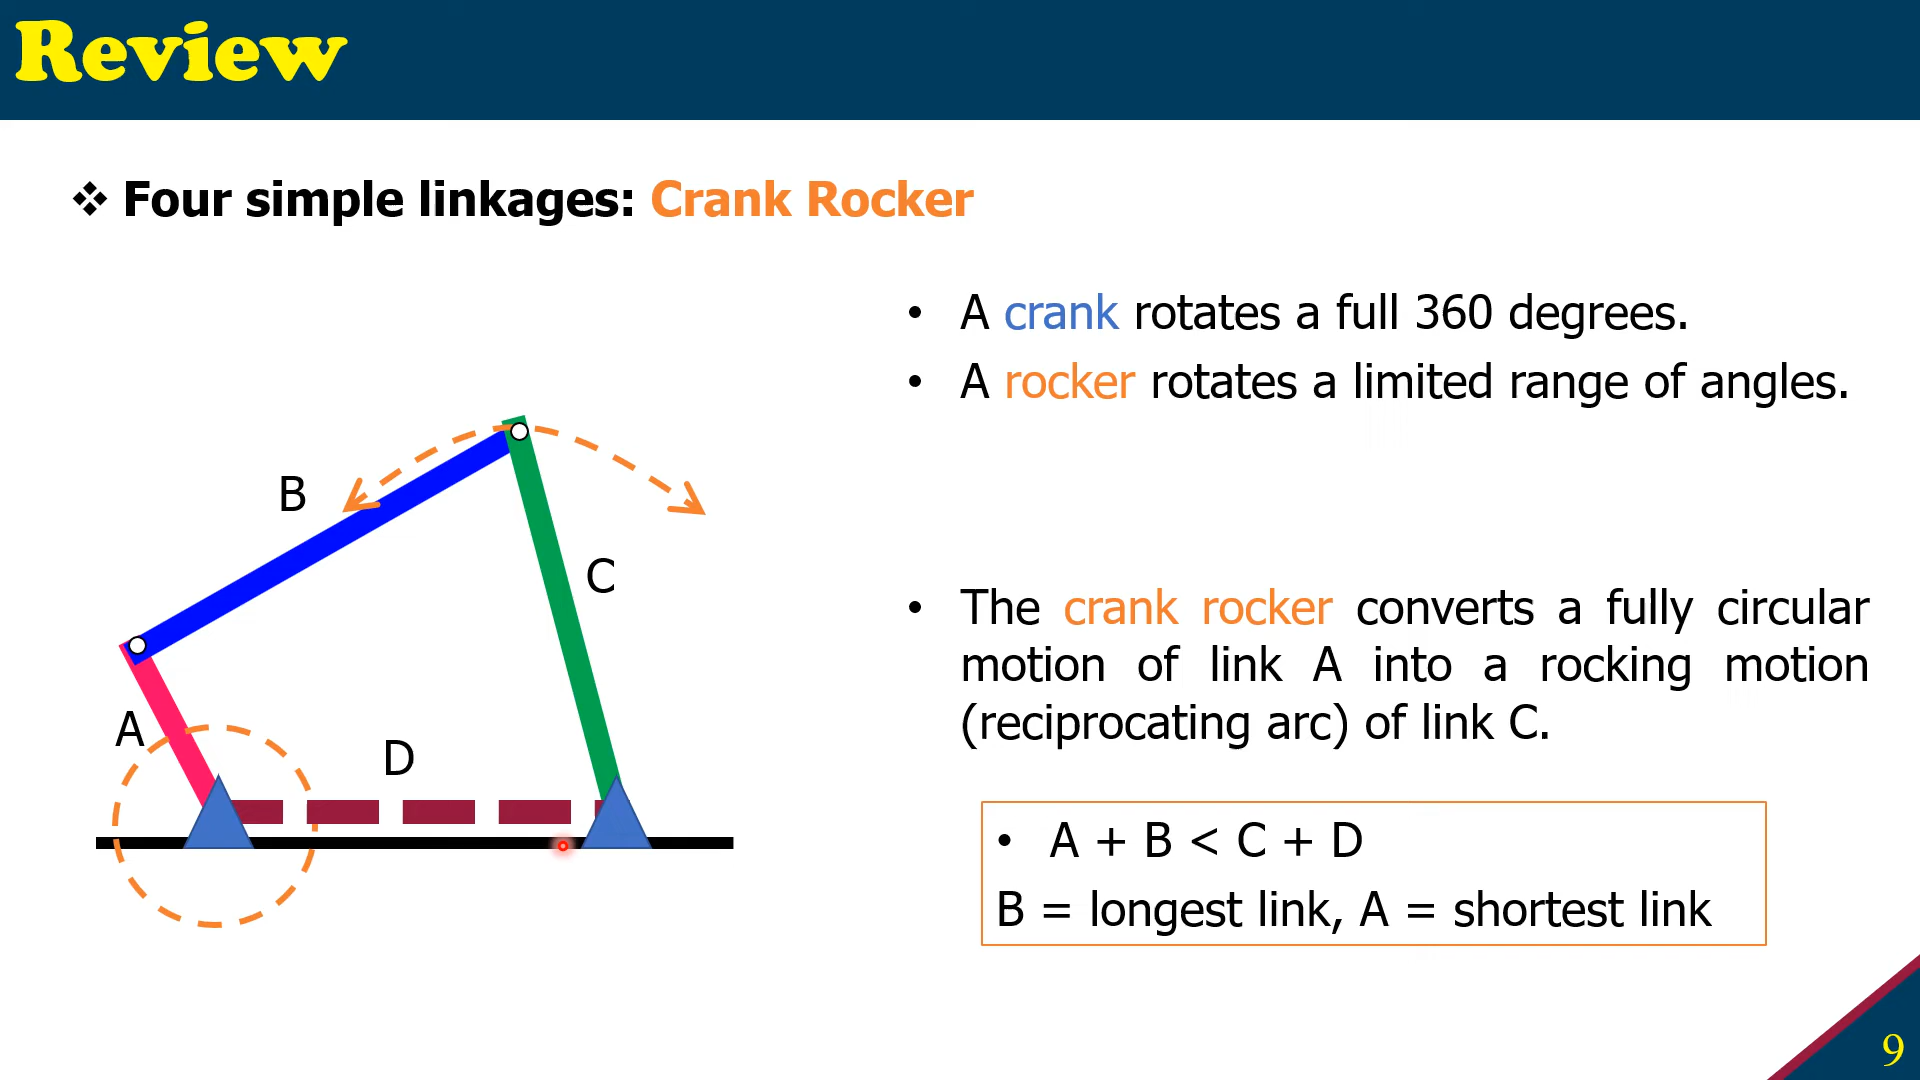 Review
❖ Four simple linkages: Crank Rocker
• A crank rotates a full 360 degrees.
• A rocker rotates a limited range of angles.
B
C
• The crank rocker converts a fully circular
motion of link A into a rocking motion
(reciprocating arc) of link C.
A
D
• A + B < C + D
B = longest link, A = shortest link
9